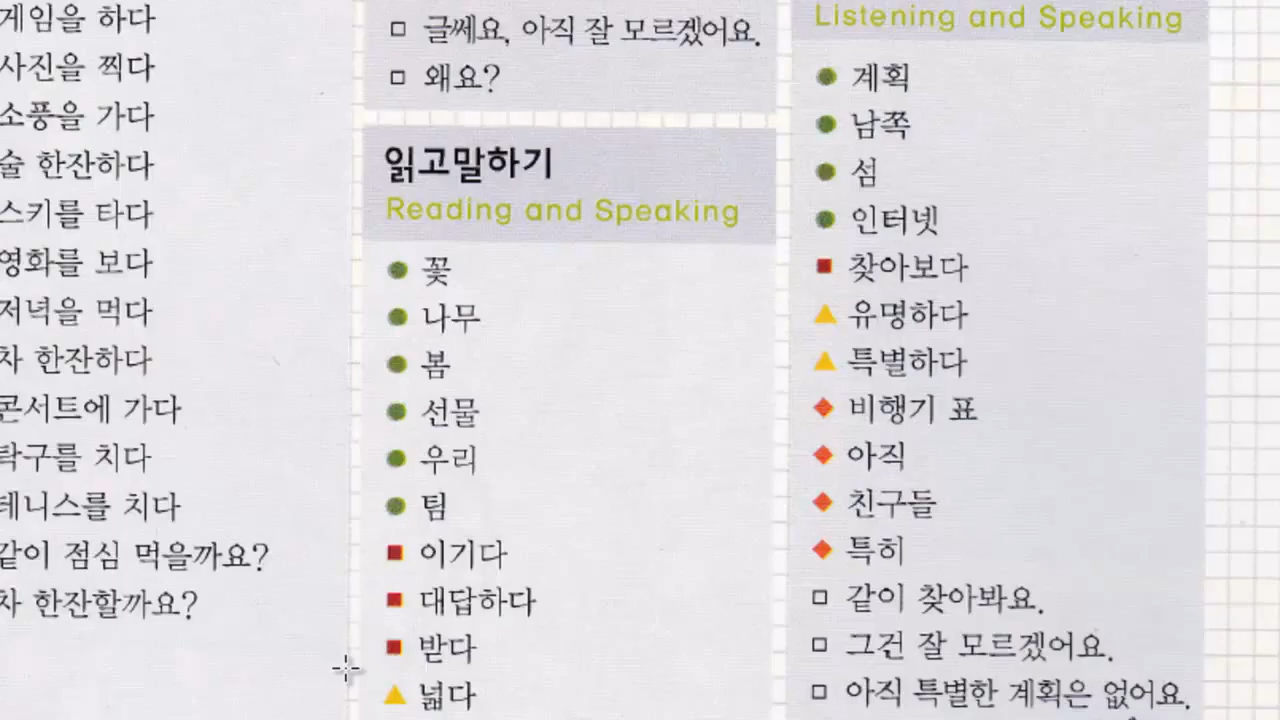 게임을 하다
사진을 찍다
소풍을 가다
술 한잔하다
스키를 타다
영화를 보다
저녁을 먹다
차 한잔하다
콘서트에 가다
탁구를 치다
테니스를 치다
같이 점심 먹을까요?
차 한잔할까요?
글쎄요, 아직 잘 모르겠어요.
왜요?
읽고말하기
Reading and Speaking
꽃
나무
봄
선물
우리
팀
이기다
대답하다
받다
넓다
Listening and Speaking
계획
남쪽
섬
인터넷
찾아보다
유명하다
특별하다
비행기 표
아직
친구들
특히
같이 찾아봐요.
그건 잘 모르겠어요.
아직 특별한 계획은 없어요.